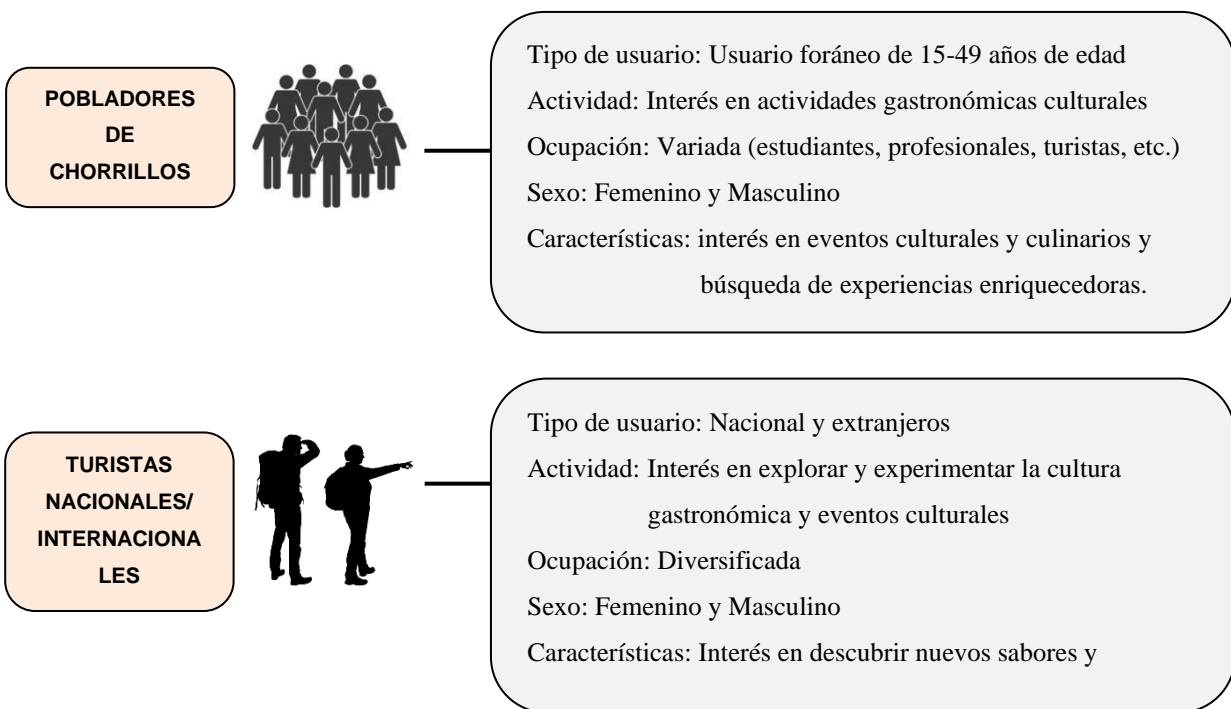 POBLADORES
DE
CHORRILLOS
Tipo de usuario: Usuario foráneo de 15-49 años de edad
Actividad: Interés en actividades gastronómicas culturales
Ocupación: Variada (estudiantes, profesionales, turistas, etc.)
Sexo: Femenino y Masculino
Características: interés en eventos culturales y culinarios y
búsqueda de experiencias enriquecedoras.
TURISTAS
NACIONALES/
INTERNACIONA
LES
Tipo de usuario: Nacional y extranjeros
Actividad: Interés en explorar y experimentar la cultura
gastronómica y eventos culturales
Ocupación: Diversificada
Sexo: Femenino y Masculino
Características: Interés en descubrir nuevos sabores y